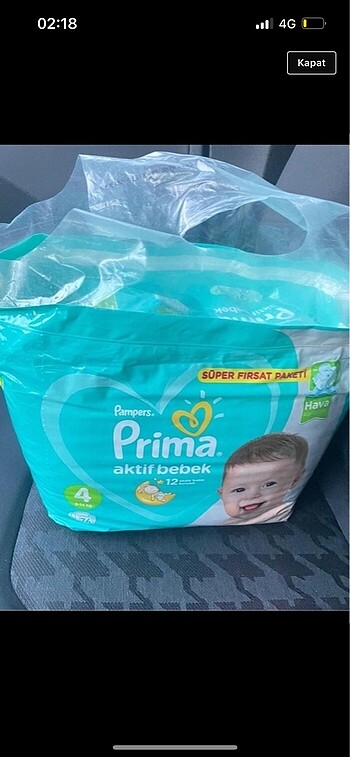 02:18
4G
Kapat
SÜPER FIRSAT PAKETİ
Hava
Pampers
Prima
aktif bebek
12
4